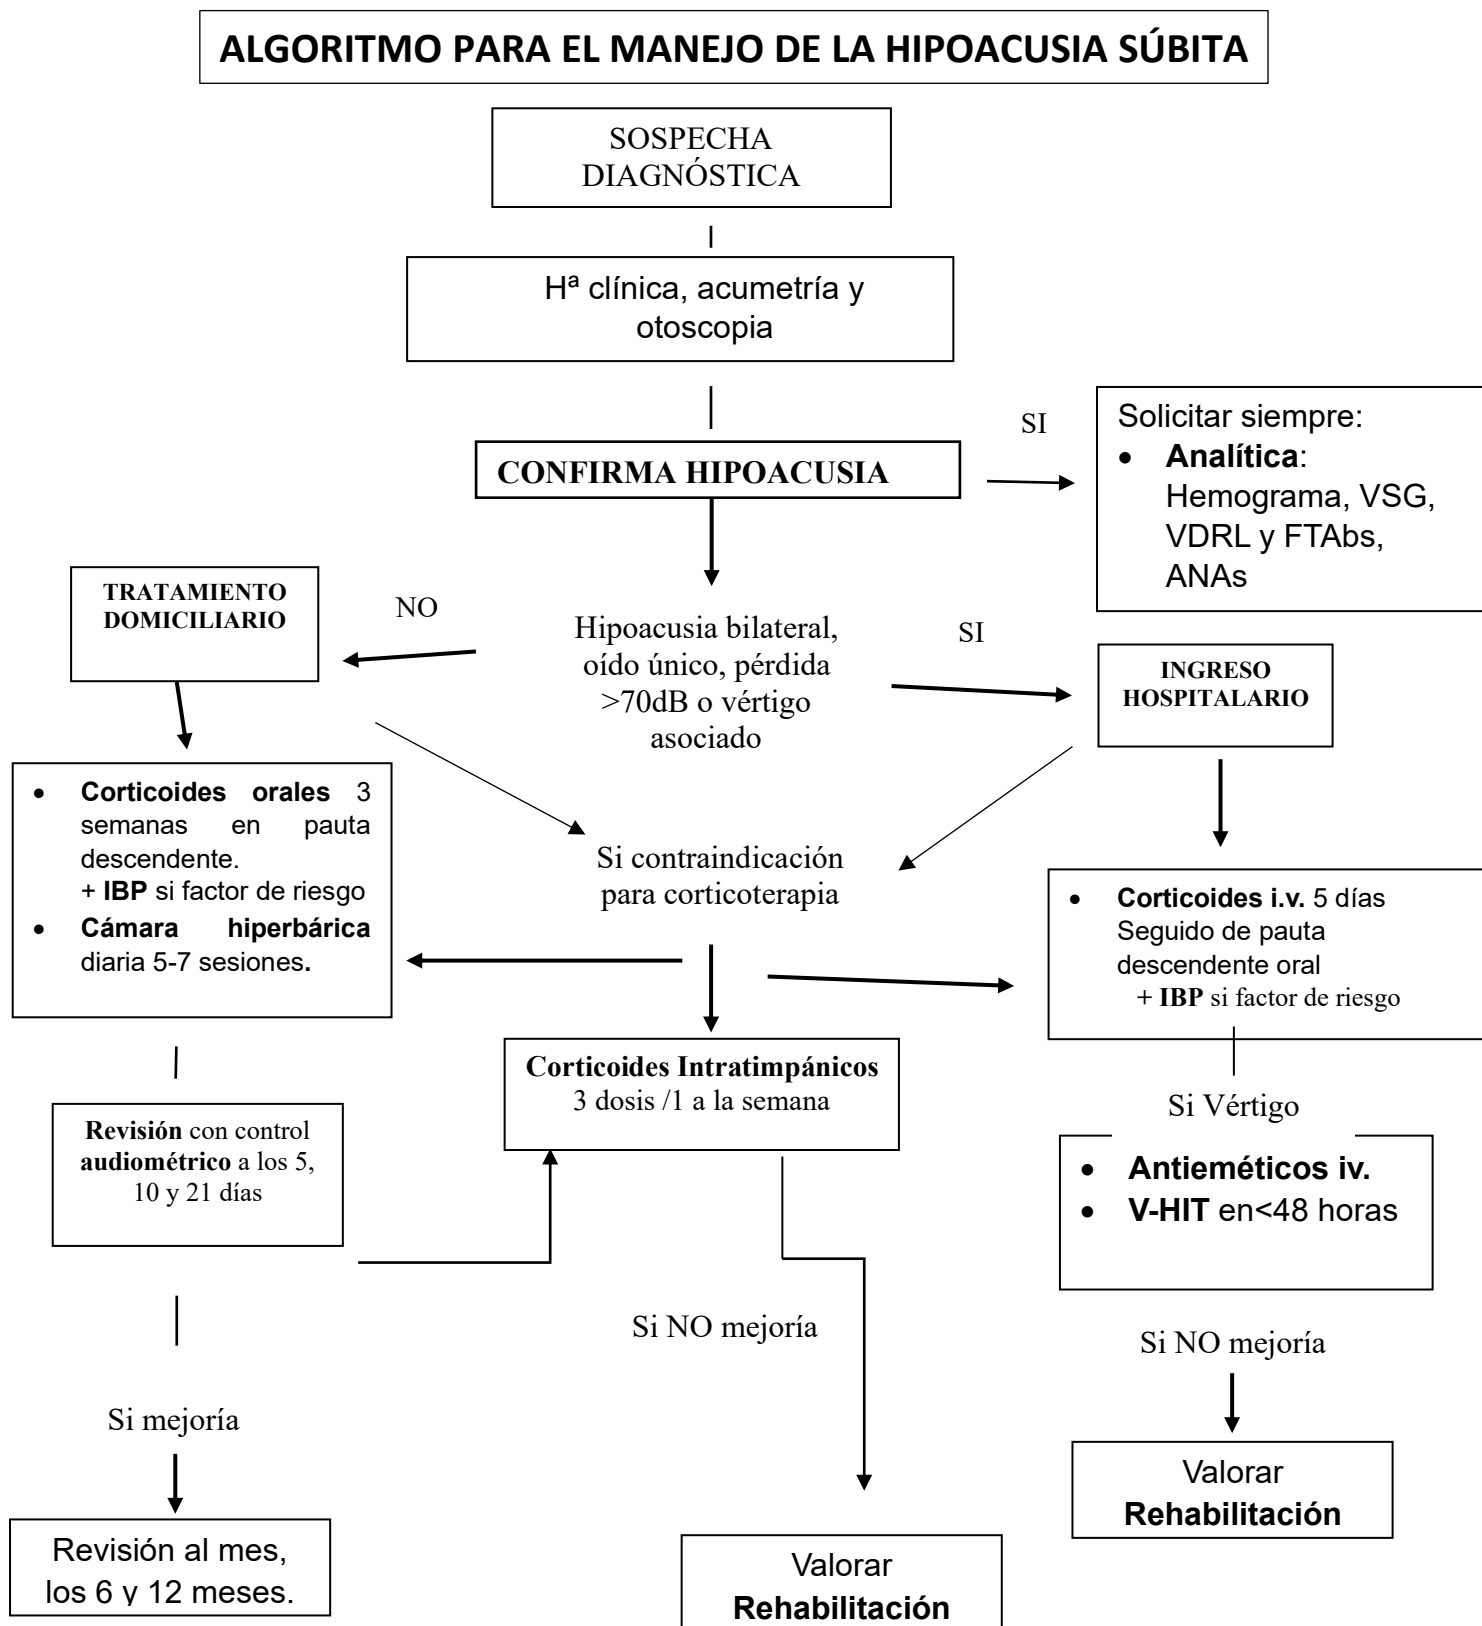 ALGORITMO PARA EL MANEJO DE LA HIPOACUSIA SÚBITA
SOSPECHA
DIAGNÓSTICA
Hª clínica, acumetría y
otoscopia
CONFIRMA HIPOACUSIA
SI
Solicitar siempre:
• Analítica:
Hemograma, VSG,
VDRL y FTAbs,
ANAs
TRATAMIENTO
DOMICILIARIO
NO
Hipoacusia bilateral,
oído único, pérdida
>70dB o vértigo
asociado
SI
INGRESO
HOSPITALARIO
• Corticoides orales 3
semanas en pauta
descendente.
+ IBP si factor de riesgo
• Cámara hiperbárica
diaria 5-7 sesiones.
Si contraindicación
para corticoterapia
• Corticoides i.v. 5 días
Seguido de pauta
descendente oral
+ IBP si factor de riesgo
Corticoides Intratimpánicos
3 dosis /1 a la semana
Si Vértigo
Revisión con control
audiométrico a los 5,
10 y 21 días
• Antieméticos iv.
• V-HIT en<48 horas
Si NO mejoría
Si NO mejoría
Si mejoría
Valorar
Rehabilitación
Revisión al mes,
los 6 y 12 meses.
Valorar
Rehabilitación